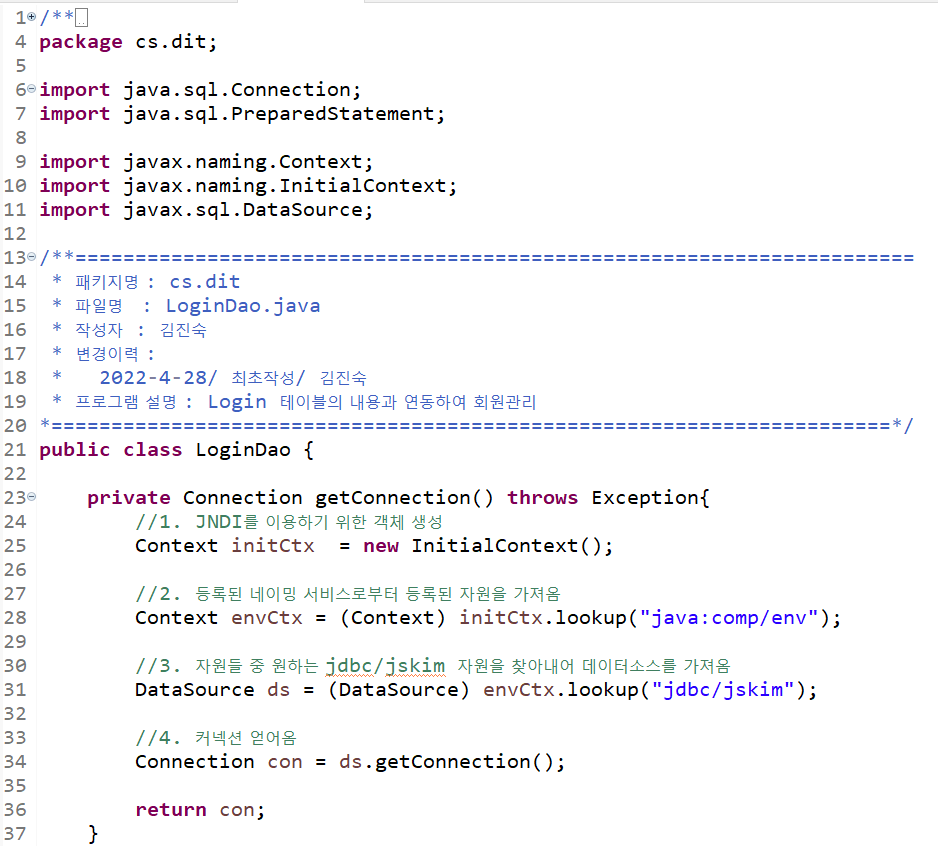 1 /**
4 package cs.dit;
5
6 import java.sql.Connection;
7 import java.sql.PreparedStatement;
8
9 import javax.naming.Context;
10 import javax.naming.InitialContext;
11 import javax.sql.DataSource;
12
13 /**======================================================================
14  * 패키지명 : cs.dit
15  * 파일명  : LoginDao.java
16  * 작성자 : 김진숙
17  * 변경이력 :
18  *   2022-4-28/ 최초작성/ 김진숙
19  * 프로그램 설명 : Login 테이블의 내용과 연동하여 회원관리
20 *======================================================================*/
21 public class LoginDao {
22
23     private Connection getConnection() throws Exception{
24         //1. JNDI를 이용하기 위한 객체 생성
25         Context initCtx  = new InitialContext();
26
27         //2. 등록된 네이밍 서비스로부터 등록된 자원을 가져옴
28         Context envCtx = (Context) initCtx.lookup("java:comp/env");
29
30         //3. 자원들 중 원하는 jdbc/jskim 자원을 찾아내어 데이터소스를 가져옴
31         DataSource ds = (DataSource) envCtx.lookup("jdbc/jskim");
32
33         //4. 커넥션 얻어옴
34         Connection con = ds.getConnection();
35
36         return con;
37     }